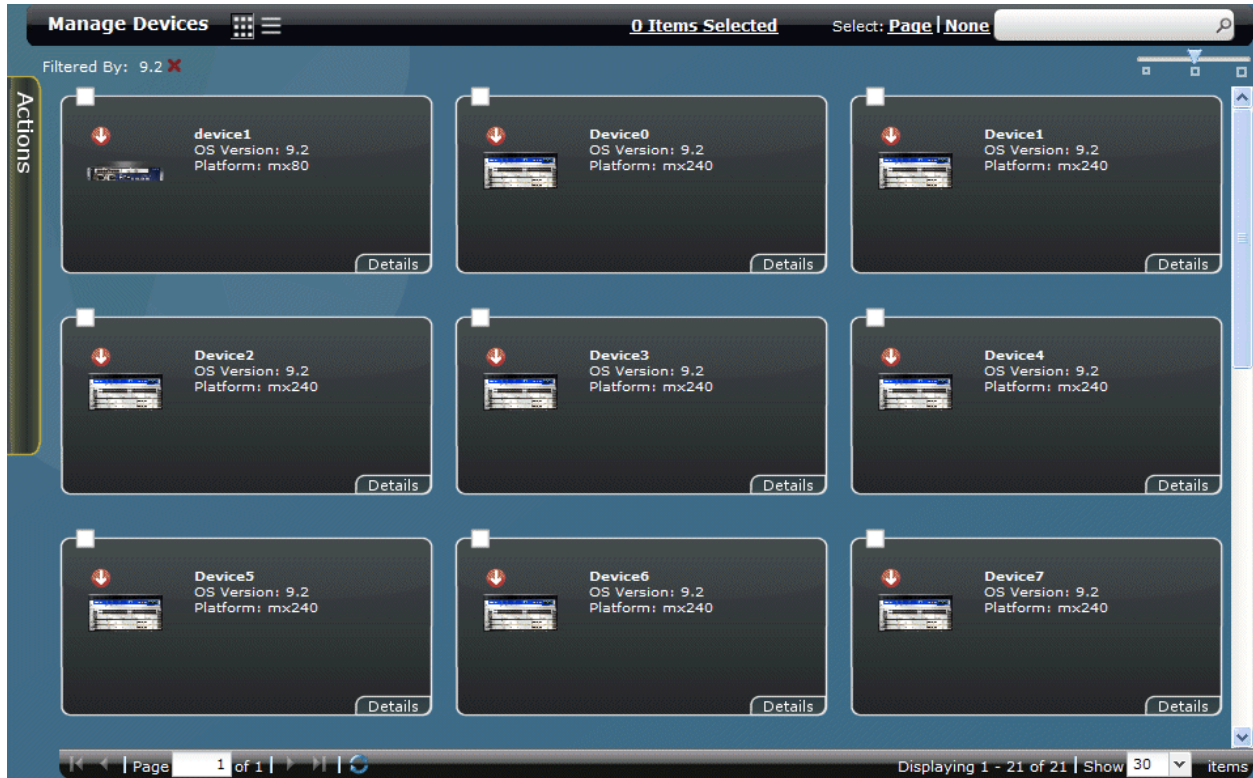 Manage Devices
0 Items Selected
Select: Page | None
Filtered By: 9.2
Actions
device1
OS Version: 9.2
Platform: mx80
Details
Device0
OS Version: 9.2
Platform: mx240
Details
Device1
OS Version: 9.2
Platform: mx240
Details
Device2
OS Version: 9.2
Platform: mx240
Details
Device3
OS Version: 9.2
Platform: mx240
Details
Device4
OS Version: 9.2
Platform: mx240
Details
Device5
OS Version: 9.2
Platform: mx240
Details
Device6
OS Version: 9.2
Platform: mx240
Details
Device7
OS Version: 9.2
Platform: mx240
Details
Page 1 of 1
Displaying 1 - 21 of 21 | Show 30 items